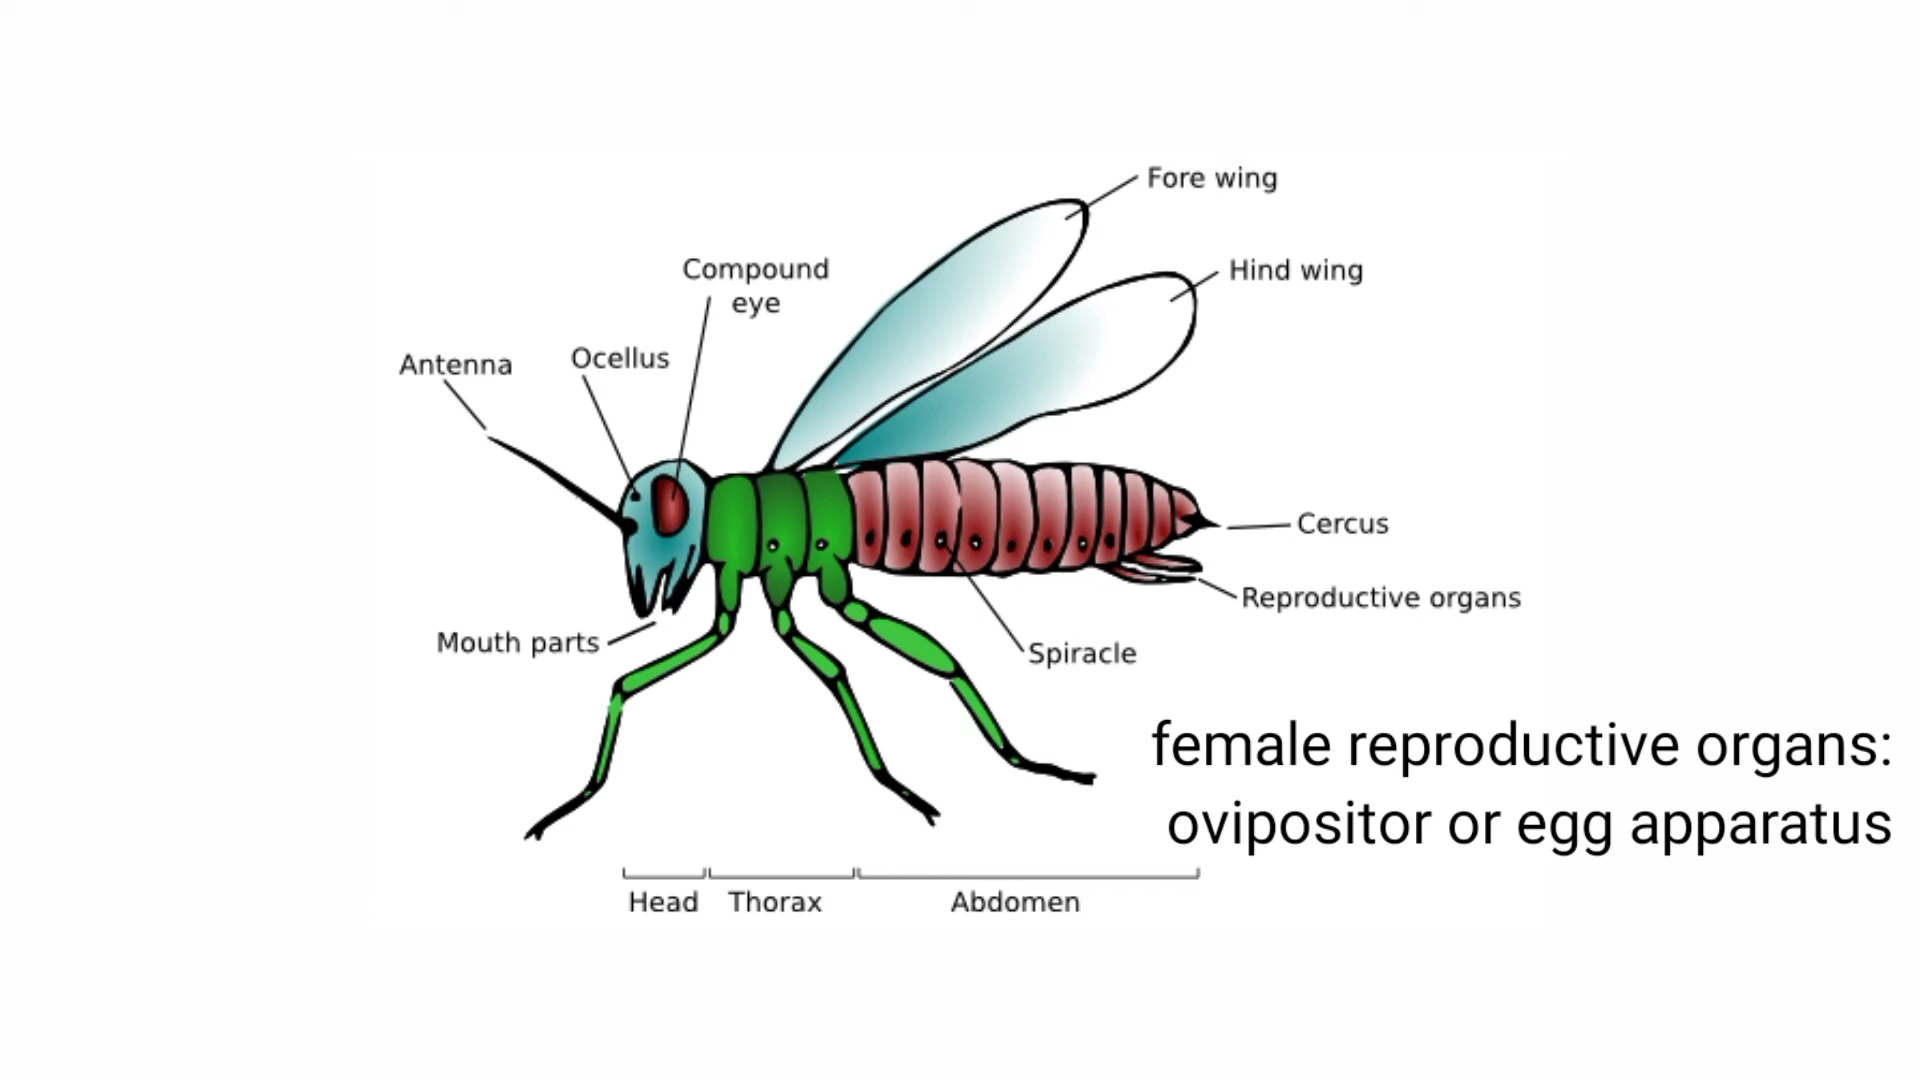 Fore wing
Hind wing
Compound
eye
Ocellus
Antenna
Cercus
Reproductive organs
Mouth parts
Spiracle
female reproductive organs:
ovipositor or egg apparatus
Head
Thorax
Abdomen